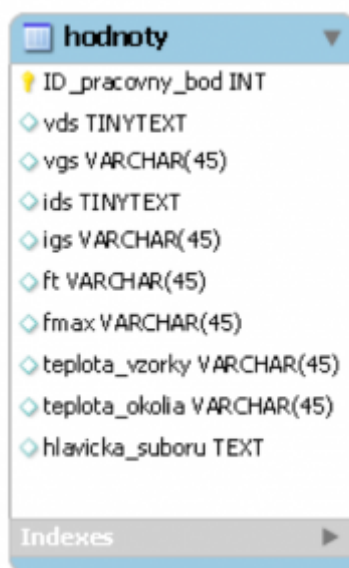 hodnoty
ID_pracovny_bod INT
vds TINYTEXT
vgs VARCHAR(45)
ids TINYTEXT
igs VARCHAR(45)
ft VARCHAR(45)
fmax VARCHAR(45)
teplota_vzorky VARCHAR(45)
teplota_okolia VARCHAR(45)
hlavicka_suboru TEXT
Indexes